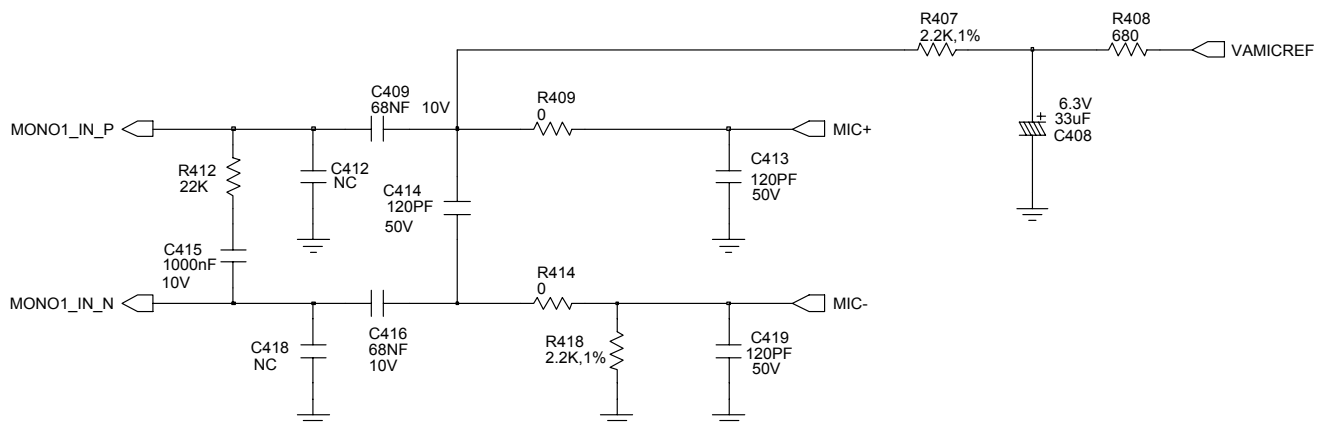 R407
2.2K,1%
R408
680
VAMICREF
C409
68NF 10V
R409
0
6.3V
+
33uF
C408
MONO1_IN_P
MIC+
R412
22K
C412
NC
C414
120PF
50V
C413
120PF
50V
C415
1000nF
10V
R414
0
MONO1_IN_N
MIC-
C418
NC
C416
68NF
10V
R418
2.2K,1%
C419
120PF
50V